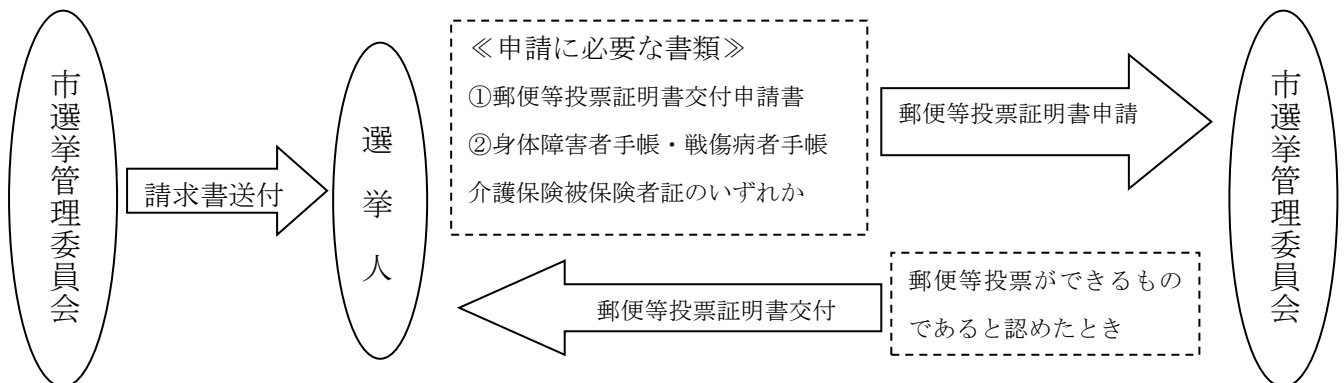 市選挙管理委員会
請求書送付
選挙人
≪申請に必要な書類≫
①郵便等投票証明書交付申請書
②身体障害者手帳・戦傷病者手帳
介護保険被保険者証のいずれか
郵便等投票証明書申請
郵便等投票証明書交付
郵便等投票ができるもの
であると認めたとき
市選挙管理委員会